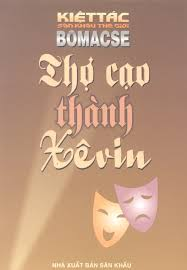 KIỆT TÁC
SÂN KHẤU THẾ GIỚI
BOMACSE
Thợ cạo
thành
Xêvin
NHÀ XUẤT BẢN SÂN KHẤU